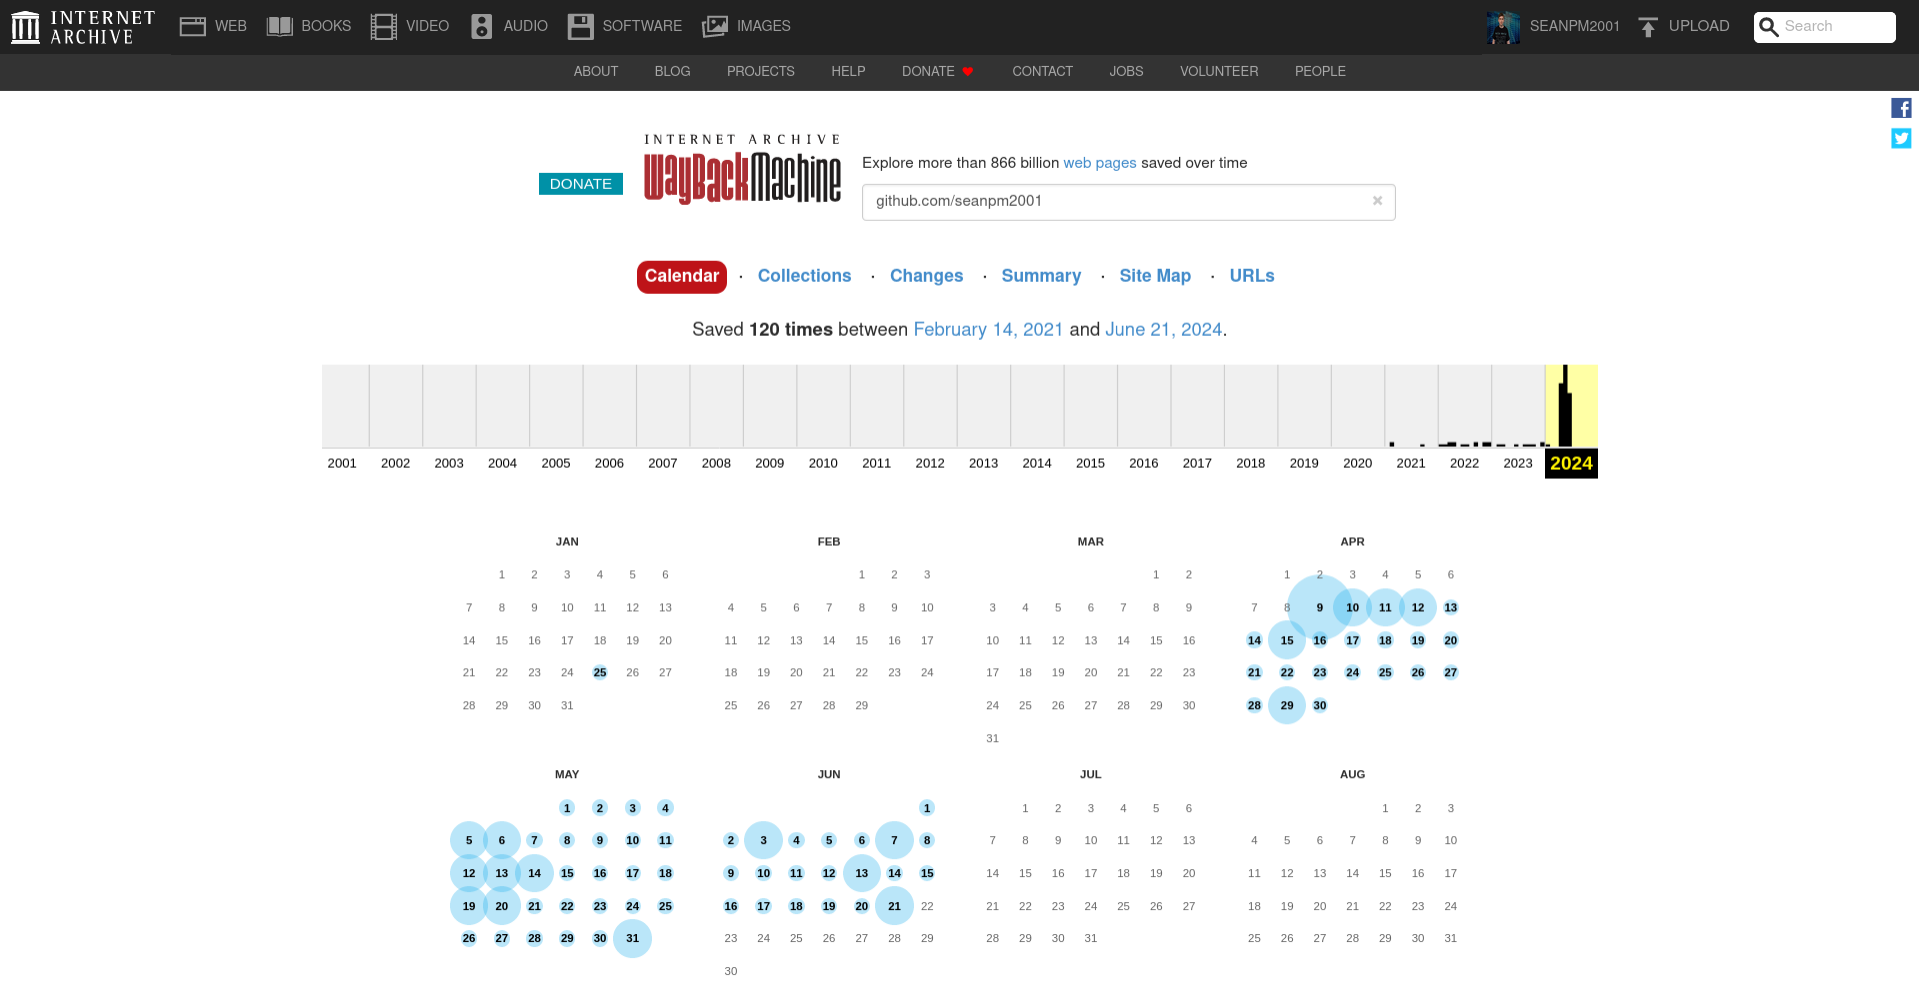 INTERNET ARCHIVE WEB BOOKS VIDEO AUDIO SOFTWARE IMAGES SEANPM2001 UPLOAD Search
ABOUT BLOG PROJECTS HELP DONATE CONTACT JOBS VOLUNTEER PEOPLE
INTERNET ARCHIVE
WayBackMachine
DONATE
Explore more than 866 billion web pages saved over time
github.com/seanpm2001 ×
Calendar · Collections · Changes · Summary · Site Map · URLs
Saved 120 times between February 14, 2021 and June 21, 2024.
2001 2002 2003 2004 2005 2006 2007 2008 2009 2010 2011 2012 2013 2014 2015 2016 2017 2018 2019 2020 2021 2022 2023 2024
JAN
1 2 3 4 5 6
7 8 9 10 11 12 13
14 15 16 17 18 19 20
21 22 23 24 25 26 27
28 29 30 31
FEB
1 2 3
4 5 6 7 8 9 10
11 12 13 14 15 16 17
18 19 20 21 22 23 24
25 26 27 28 29
MAR
1 2
3 4 5 6 7 8 9
10 11 12 13 14 15 16
17 18 19 20 21 22 23
24 25 26 27 28 29 30
31
APR
1 2 3 4 5 6
7 8 9 10 11 12 13
14 15 16 17 18 19 20
21 22 23 24 25 26 27
28 29 30
MAY
1 2 3 4
5 6 7 8 9 10 11
12 13 14 15 16 17 18
19 20 21 22 23 24 25
26 27 28 29 30 31
JUN
1
2 3 4 5 6 7 8
9 10 11 12 13 14 15
16 17 18 19 20 21 22
23 24 25 26 27 28 29
30
JUL
1 2 3 4 5 6
7 8 9 10 11 12 13
14 15 16 17 18 19 20
21 22 23 24 25 26 27
28 29 30 31
AUG
1 2 3
4 5 6 7 8 9 10
11 12 13 14 15 16 17
18 19 20 21 22 23 24
25 26 27 28 29 30 31